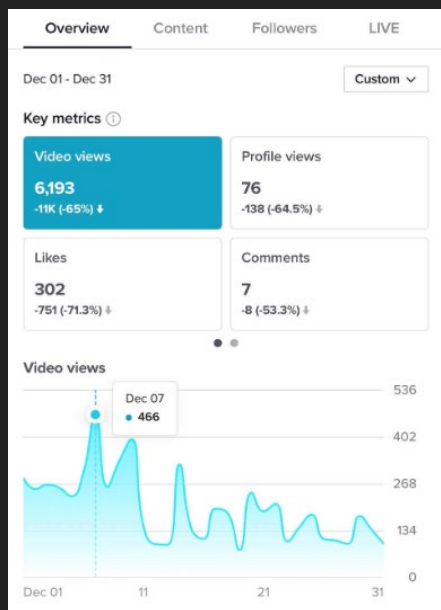 Overview Content Followers LIVE
Dec 01 - Dec 31 Custom
Key metrics
Video views Profile views
6,193 76
-11K (-65%) -138 (-64.5%)
Likes Comments
302 7
-751 (-71.3%) -8 (-53.3%)
Video views
536
Dec 07
466
402
268
134
0
Dec 01 11 21 31